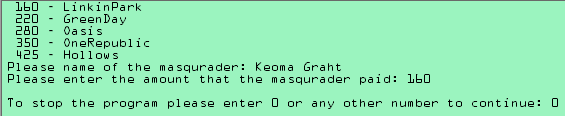 160 - LinkinPark
220 - GreenDay
280 - Oasis
350 - OneRepublic
425 - Hollows
Please name of the masqurader: Keoma Graht
Please enter the amount that the masqurader paid: 160
To stop the program please enter 0 or any other number to continue: 0